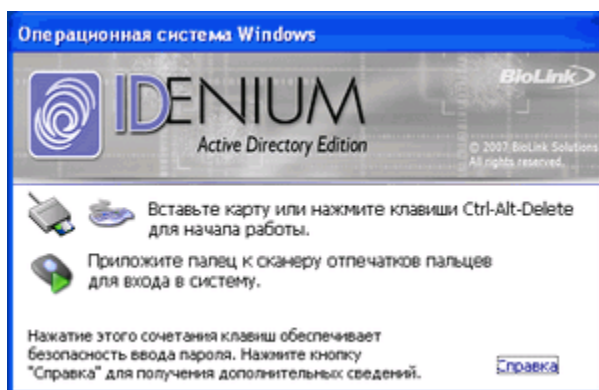 Операционная система Windows
IDENIUM
BioLink
Active Directory Edition
© 2007 BioLink Solutions
All rights reserved.
Вставьте карту или нажмите клавиши Ctrl-Alt-Delete
для начала работы.
Приложите палец к сканеру отпечатков пальцев
для входа в систему.
Нажатие этого сочетания клавиш обеспечивает
безопасность ввода пароля. Нажмите кнопку
"Справка" для получения дополнительных сведений.
Справка